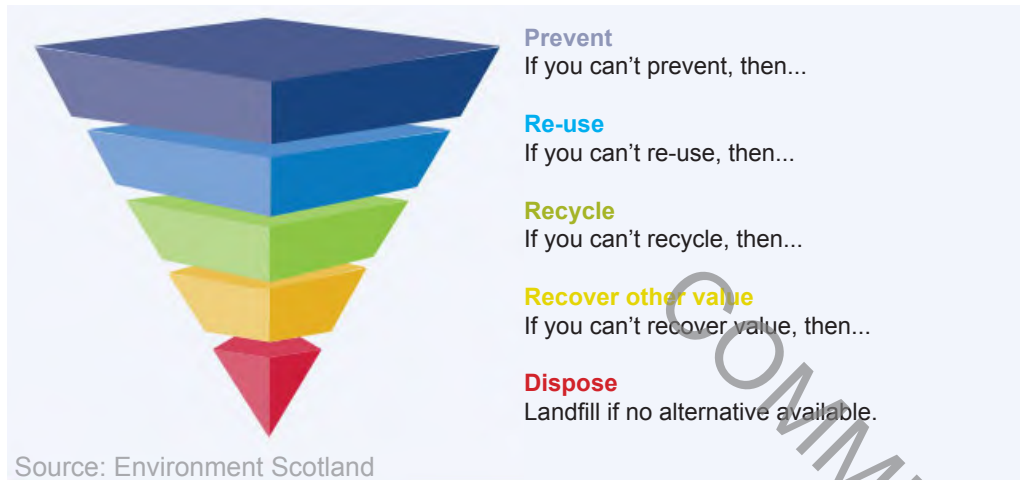 Prevent
If you can't prevent, then...
Re-use
If you can't re-use, then...
Recycle
If you can't recycle, then...
Recover other value
If you can't recover value, then...
Dispose
Landfill if no alternative available.
Source: Environment Scotland